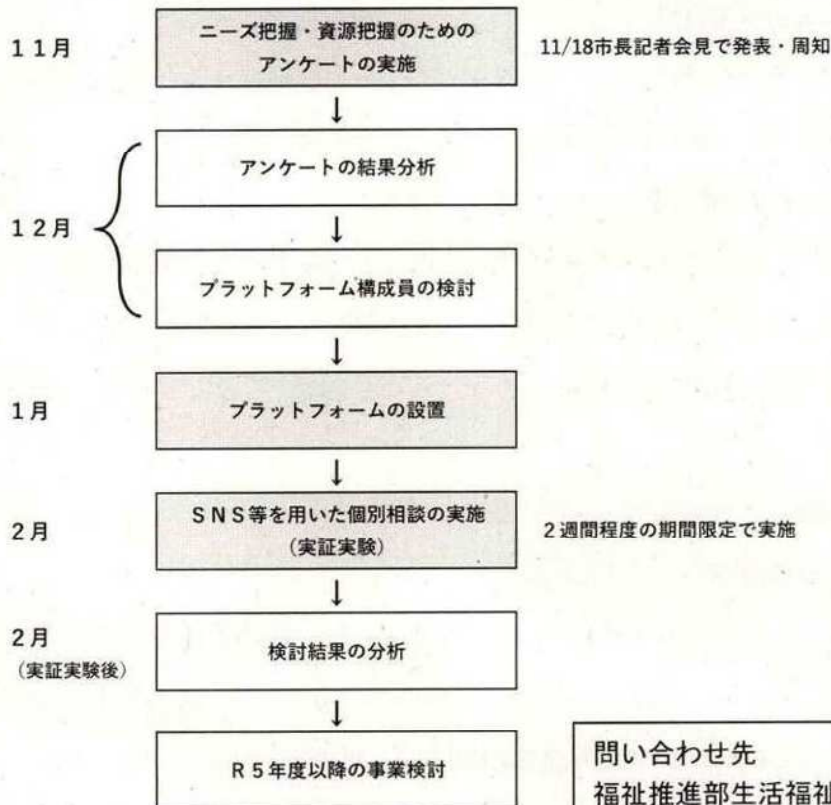 11月
ニーズ把握・資源把握のための
アンケートの実施
11/18市長記者会見で発表・周知
↓
アンケートの結果分析
12月
↓
プラットフォーム構成員の検討
↓
1月
プラットフォームの設置
↓
2月
SNS等を用いた個別相談の実施
(実証実験)
2週間程度の期間限定で実施
↓
2月
(実証実験後)
検討結果の分析
↓
R5年度以降の事業検討
問い合わせ先
福祉推進部生活福祉